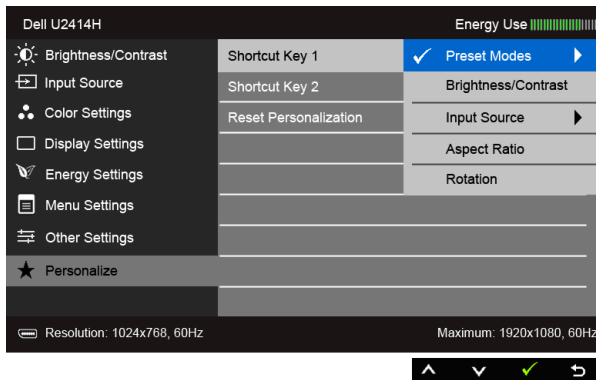 Dell U2414H
Energy Use
Brightness/Contrast
Input Source
Color Settings
Display Settings
Energy Settings
Menu Settings
Other Settings
Personalize
Shortcut Key 1
Shortcut Key 2
Reset Personalization
Preset Modes
Brightness/Contrast
Input Source
Aspect Ratio
Rotation
Resolution: 1024x768, 60Hz
Maximum: 1920x1080, 60Hz